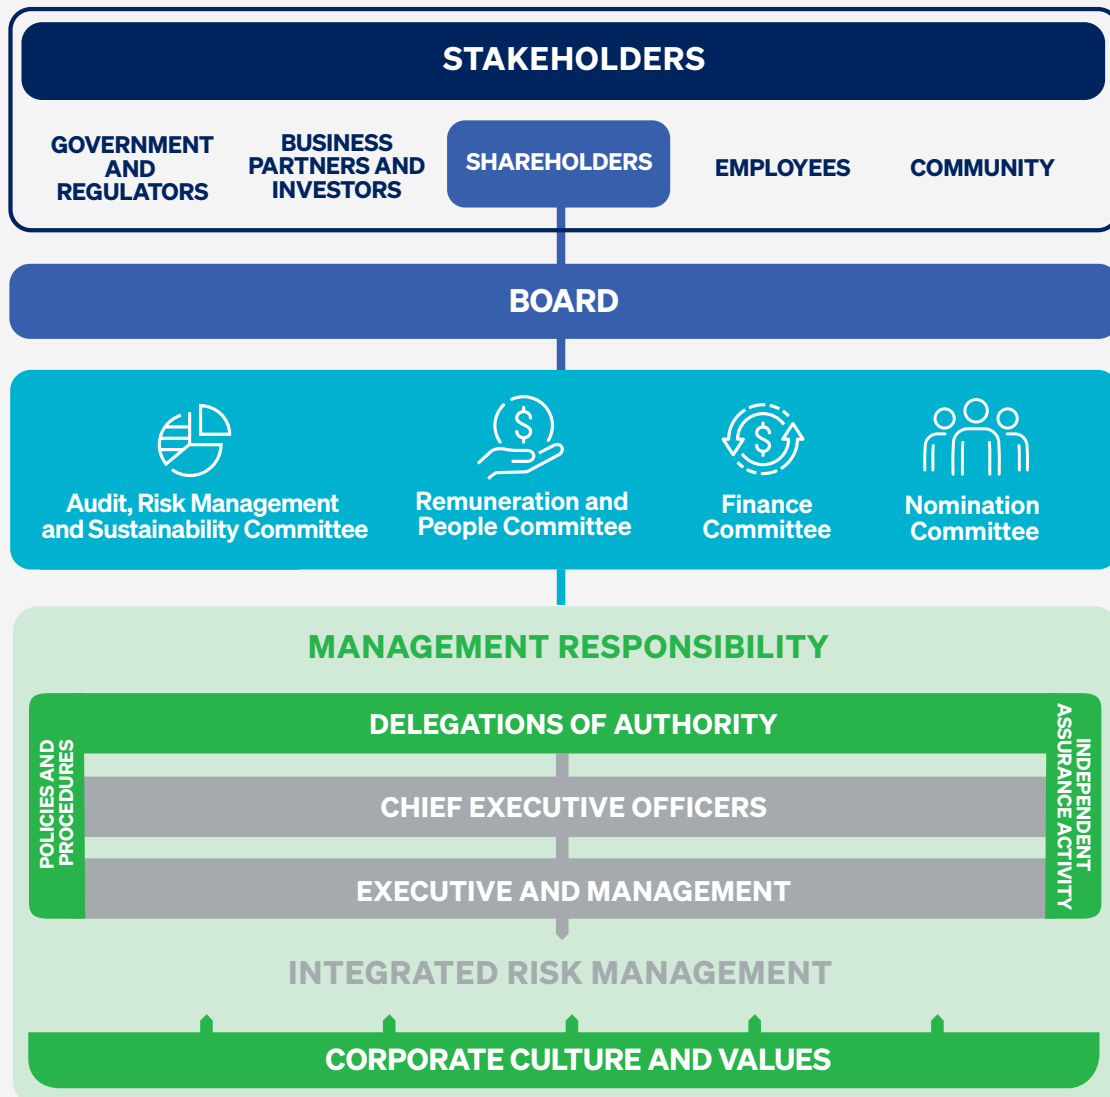 STAKEHOLDERS
GOVERNMENT
AND
REGULATORS
BUSINESS
PARTNERS AND
INVESTORS
SHAREHOLDERS
EMPLOYEES
COMMUNITY
BOARD
Audit, Risk Management
and Sustainability Committee
Remuneration and
People Committee
Finance
Committee
Nomination
Committee
MANAGEMENT RESPONSIBILITY
POLICIES AND
PROCEDURES
DELEGATIONS OF AUTHORITY
CHIEF EXECUTIVE OFFICERS
EXECUTIVE AND MANAGEMENT
INDEPENDENT
ASSURANCE ACTIVITY
INTEGRATED RISK MANAGEMENT
CORPORATE CULTURE AND VALUES